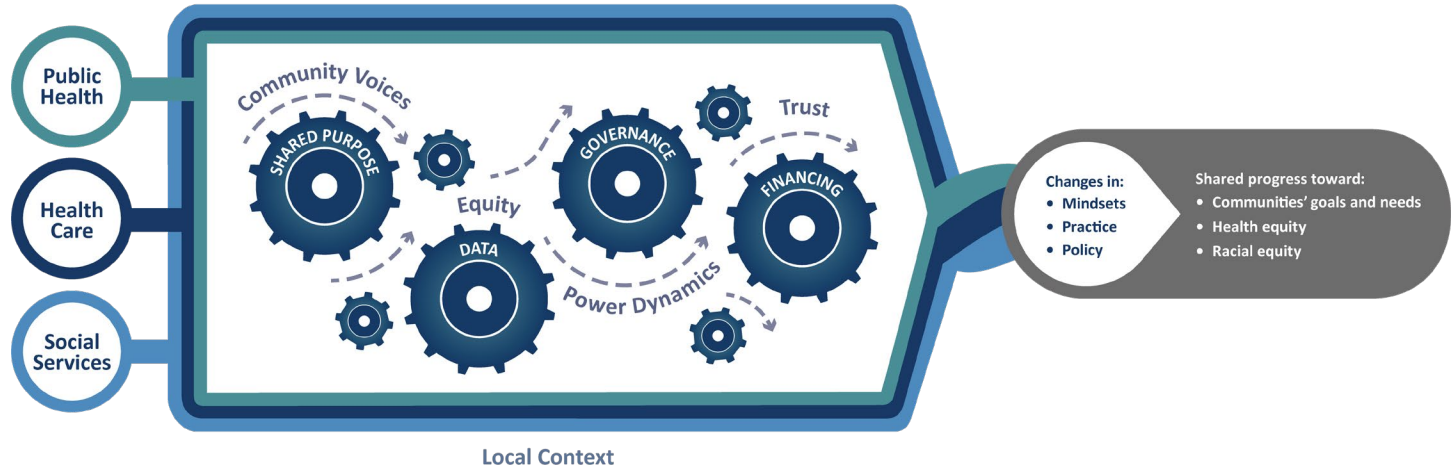 Public
Health
Health
Care
Social
Services
Community Voices
SHARED PURPOSE
Equity
DATA
GOVERNANCE
Power Dynamics
Trust
FINANCING
Local Context
Changes in:
• Mindsets
• Practice
• Policy
Shared progress toward:
• Communities’ goals and needs
• Health equity
• Racial equity